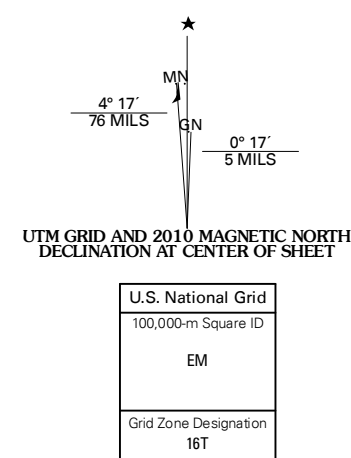 ★
MN
4° 17´
76 MILS
GN
0° 17´
5 MILS
UTM GRID AND 2010 MAGNETIC NORTH
DECLINATION AT CENTER OF SHEET
U.S. National Grid
100,000-m Square ID
EM
Grid Zone Designation
16T